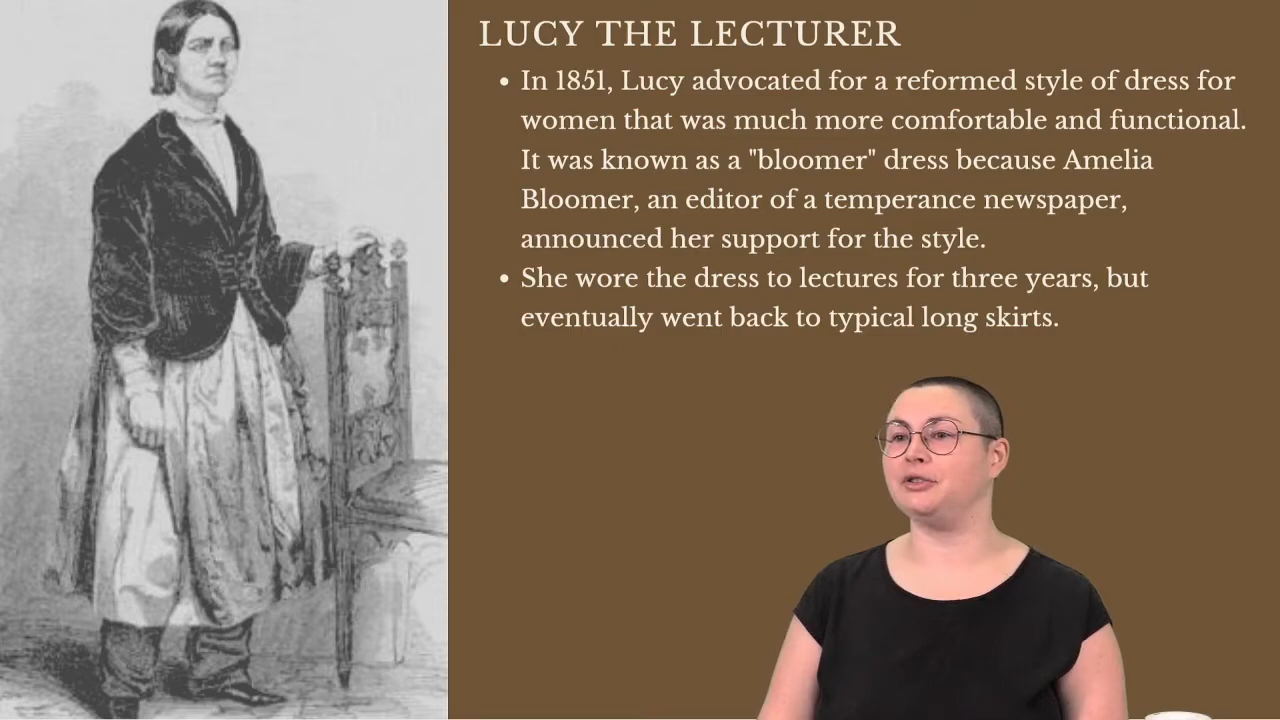 LUCY THE LECTURER
• In 1851, Lucy advocated for a reformed style of dress for
women that was much more comfortable and functional.
It was known as a "bloomer" dress because Amelia
Bloomer, an editor of a temperance newspaper,
announced her support for the style.
• She wore the dress to lectures for three years, but
eventually went back to typical long skirts.